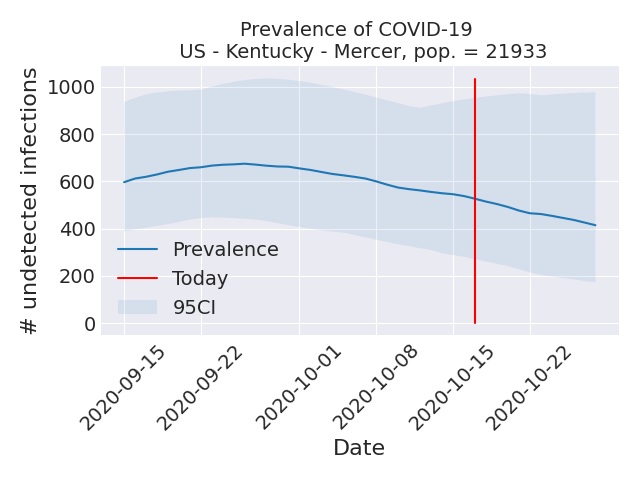 Prevalence of COVID-19
US - Kentucky - Mercer, pop. = 21933
# undetected infections
1000
800
600
400
200
0
Prevalence
Today
95CI
2020-09-15
2020-09-22
2020-10-01
2020-10-08
2020-10-15
2020-10-22
Date